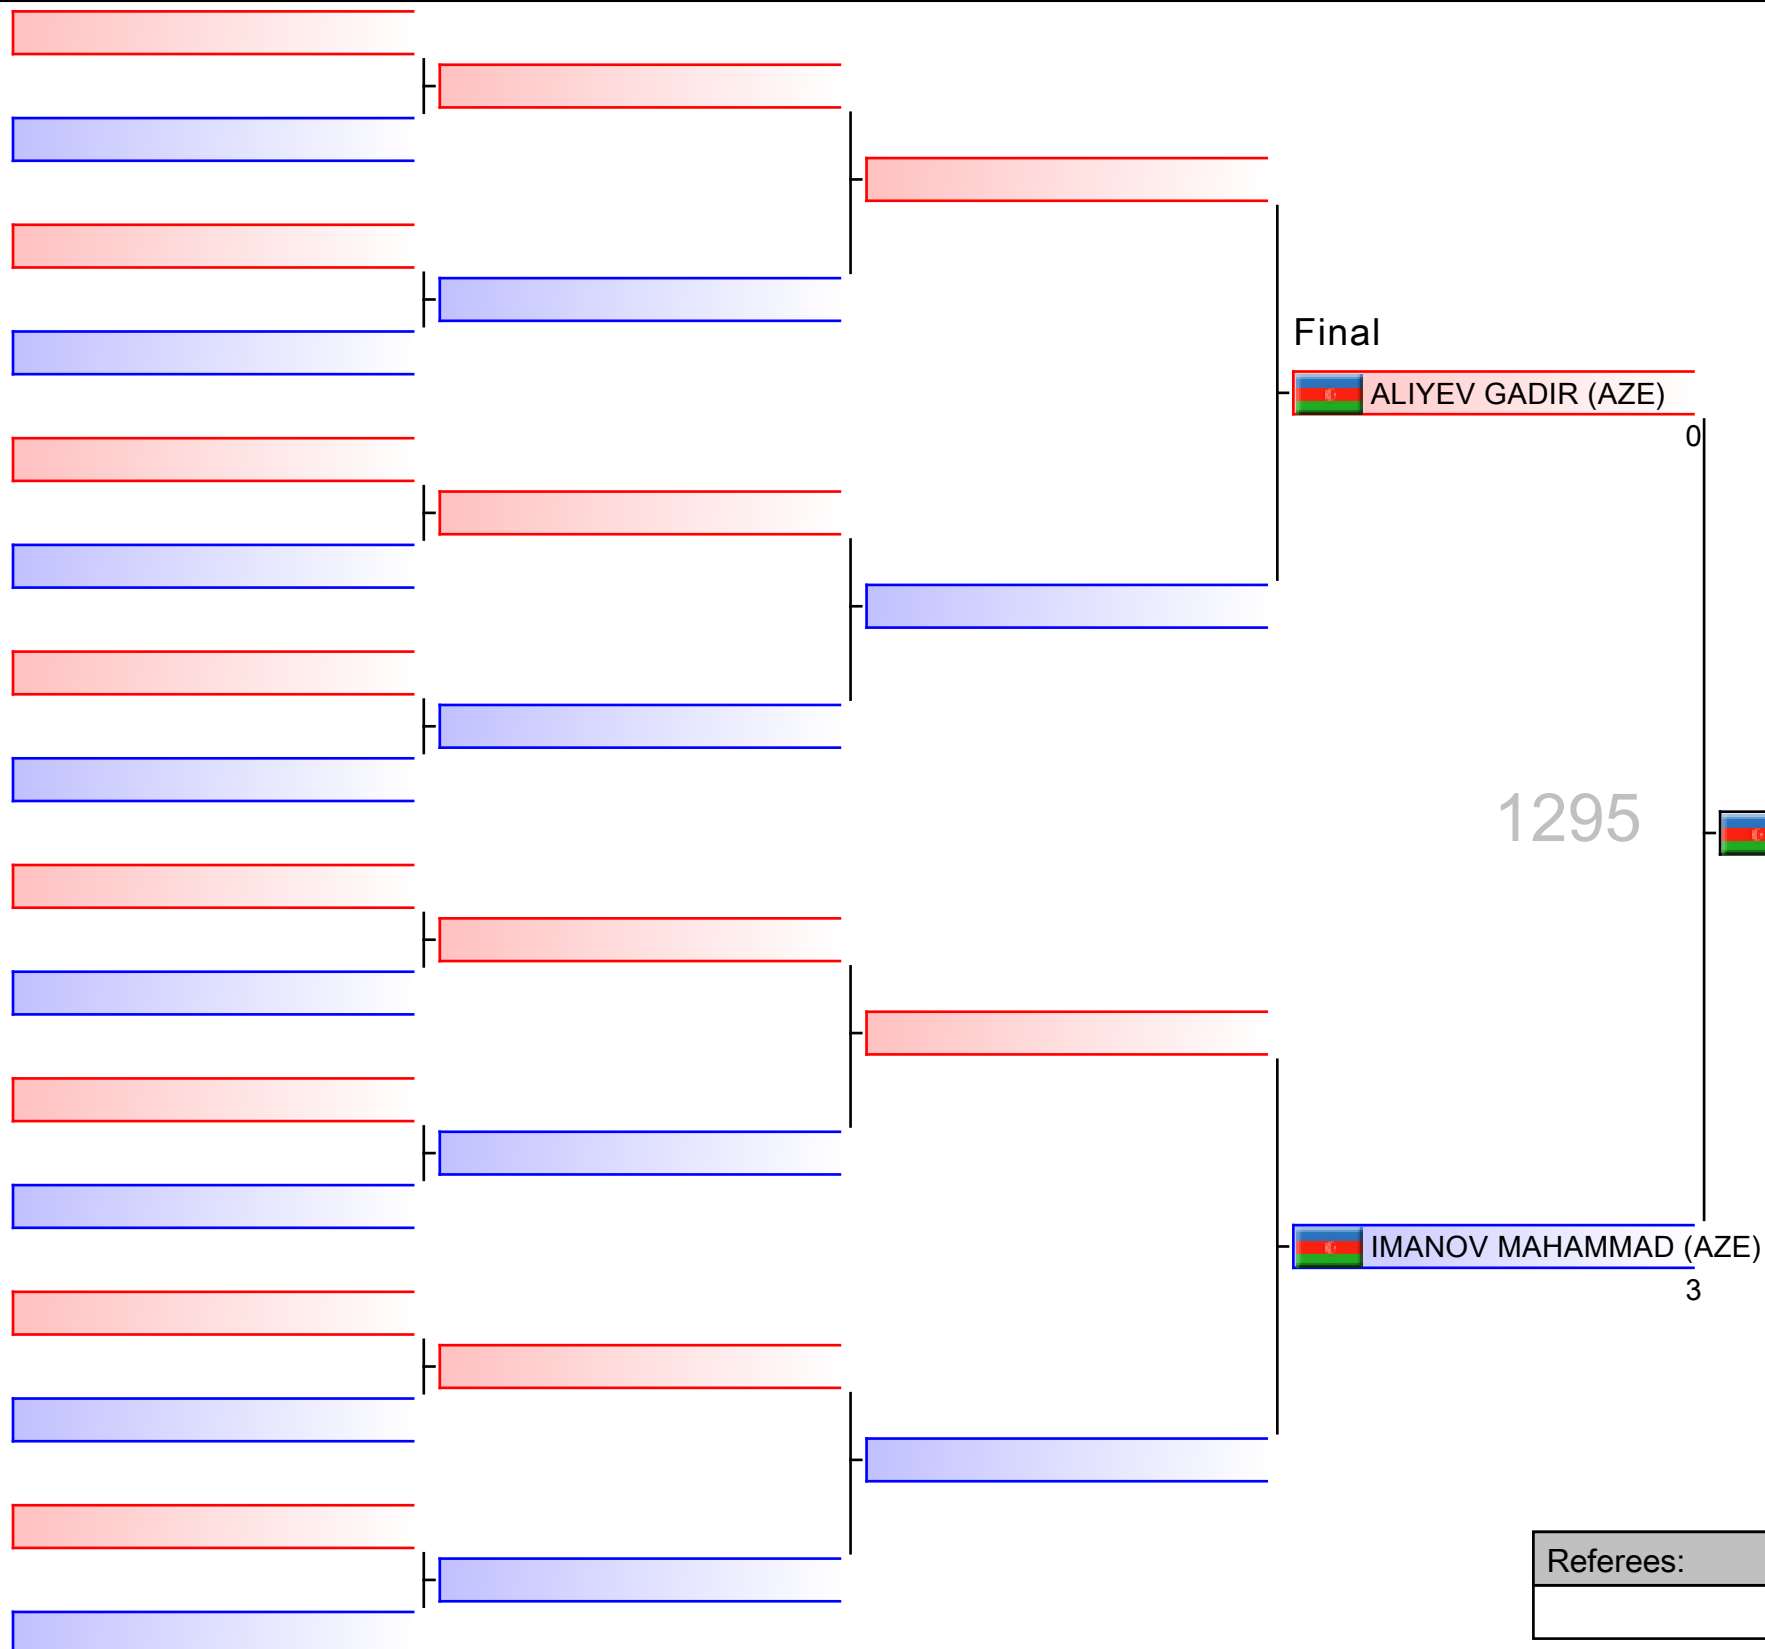 Final
ALIYEV GADIR (AZE)
0
1295
IMANOV MAHAMMAD (AZE)
3
Referees: